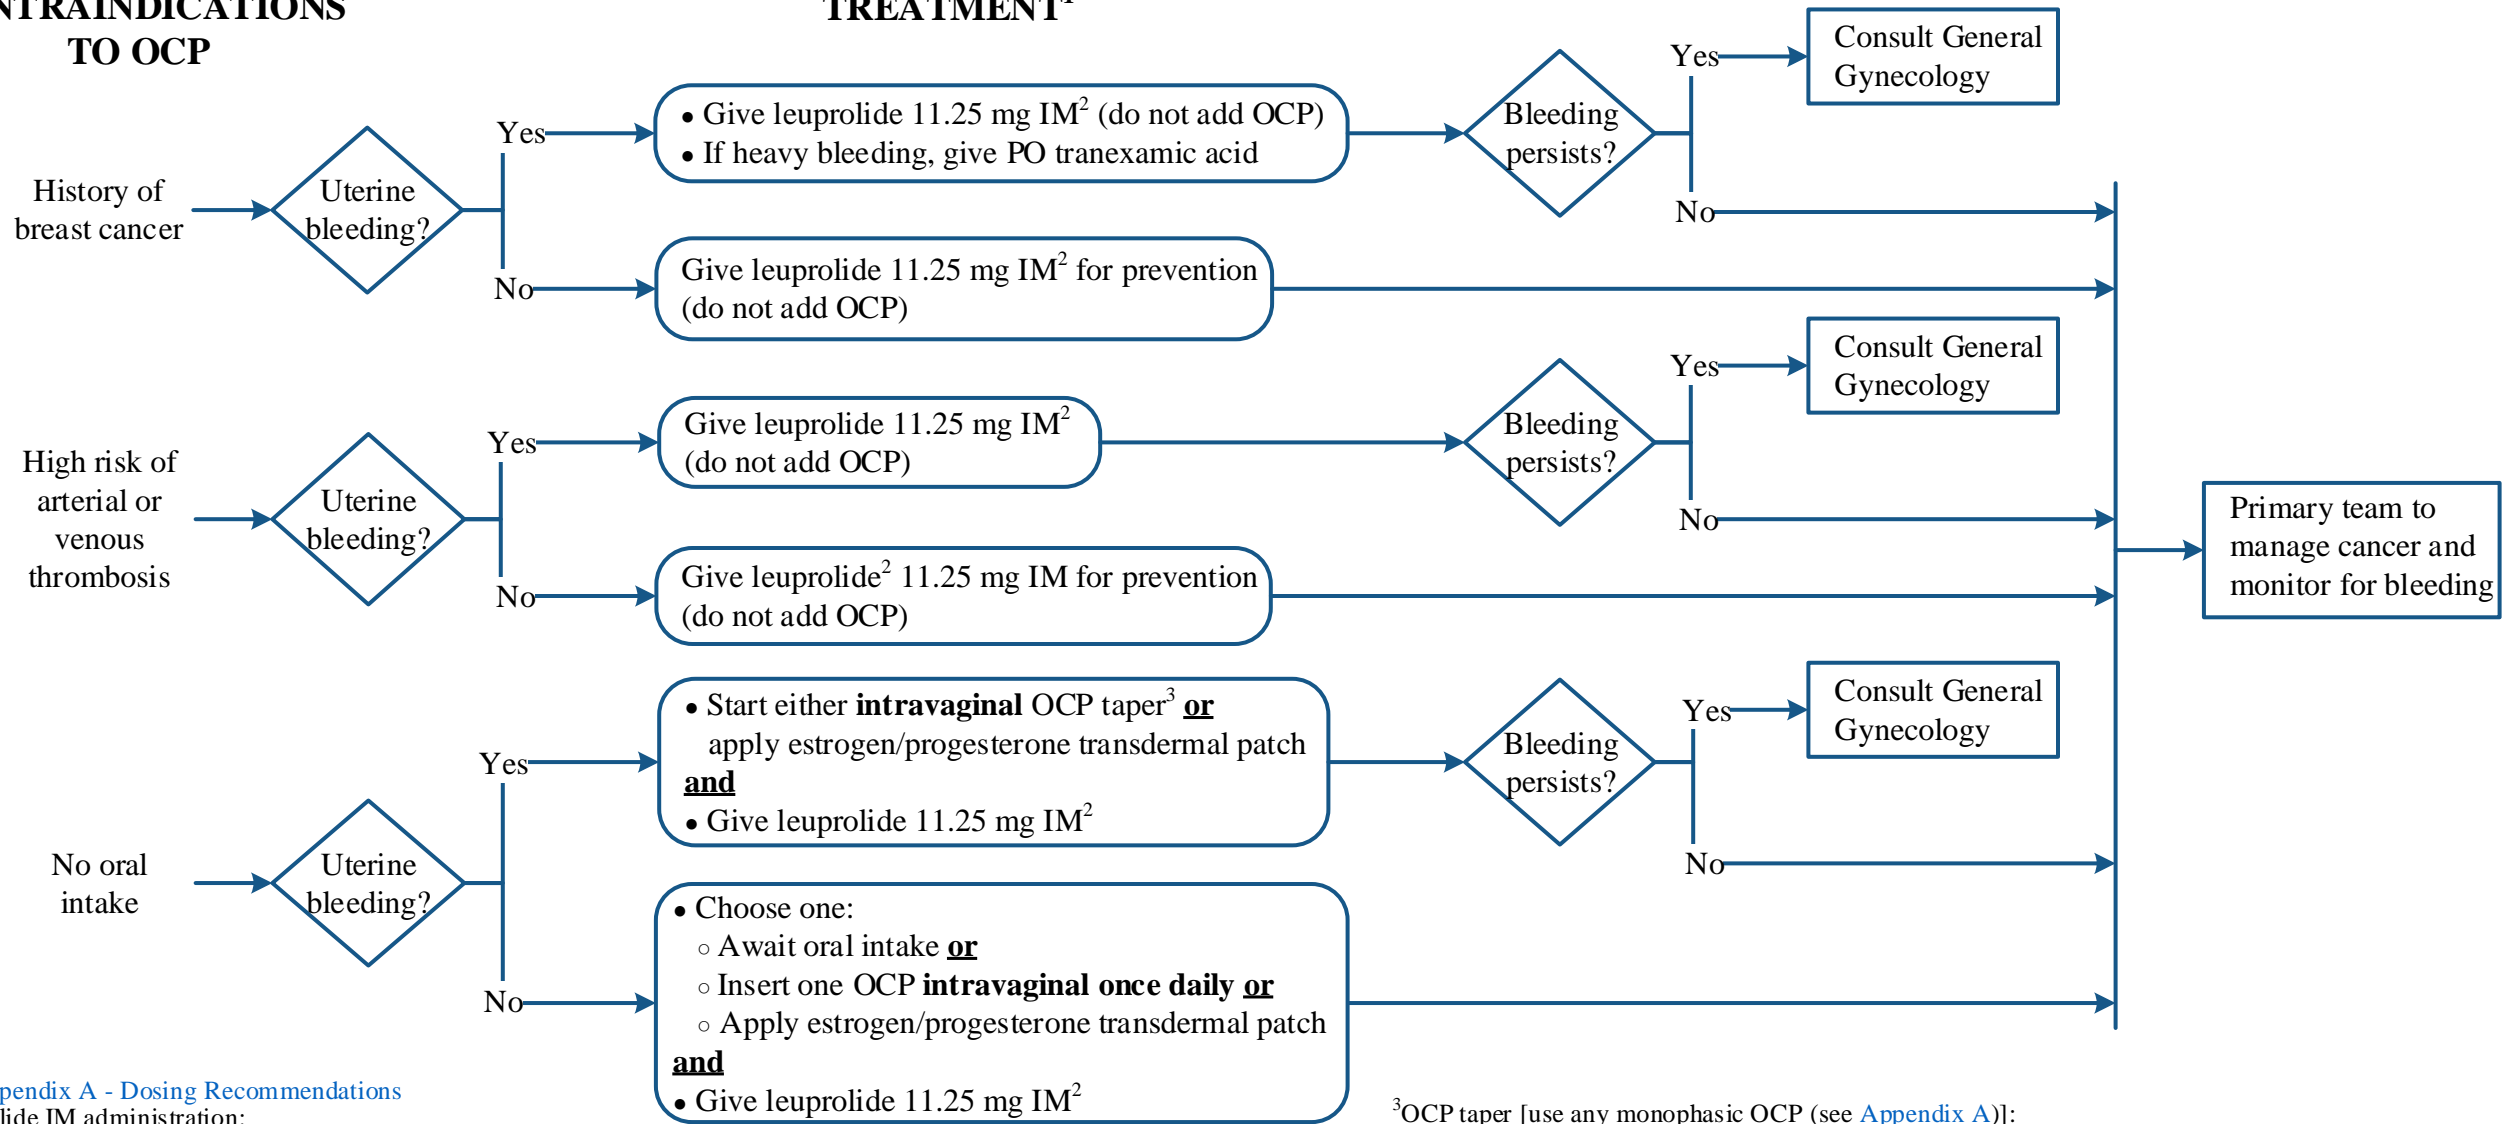 NTRAINDICATIONS
TO OCP
TREATMENT¹
History of
breast cancer
Uterine
bleeding?
Yes
• Give leuprolide 11.25 mg IM² (do not add OCP)
• If heavy bleeding, give PO tranexamic acid
Bleeding
persists?
Yes
Consult General
Gynecology
No
No
Give leuprolide 11.25 mg IM² for prevention
(do not add OCP)
High risk of
arterial or
venous
thrombosis
Uterine
bleeding?
Yes
Give leuprolide 11.25 mg IM²
(do not add OCP)
Bleeding
persists?
Yes
Consult General
Gynecology
No
No
Give leuprolide² 11.25 mg IM for prevention
(do not add OCP)
Primary team to
manage cancer and
monitor for bleeding
No oral
intake
Uterine
bleeding?
Yes
• Start either intravaginal OCP taper³ or
apply estrogen/progesterone transdermal patch
and
• Give leuprolide 11.25 mg IM²
Bleeding
persists?
Yes
Consult General
Gynecology
No
No
• Choose one:
○ Await oral intake or
○ Insert one OCP intravaginal once daily or
○ Apply estrogen/progesterone transdermal patch
and
• Give leuprolide 11.25 mg IM²
pendix A - Dosing Recommendations
lide IM administration:
³OCP taper [use any monophasic OCP (see Appendix A)]: